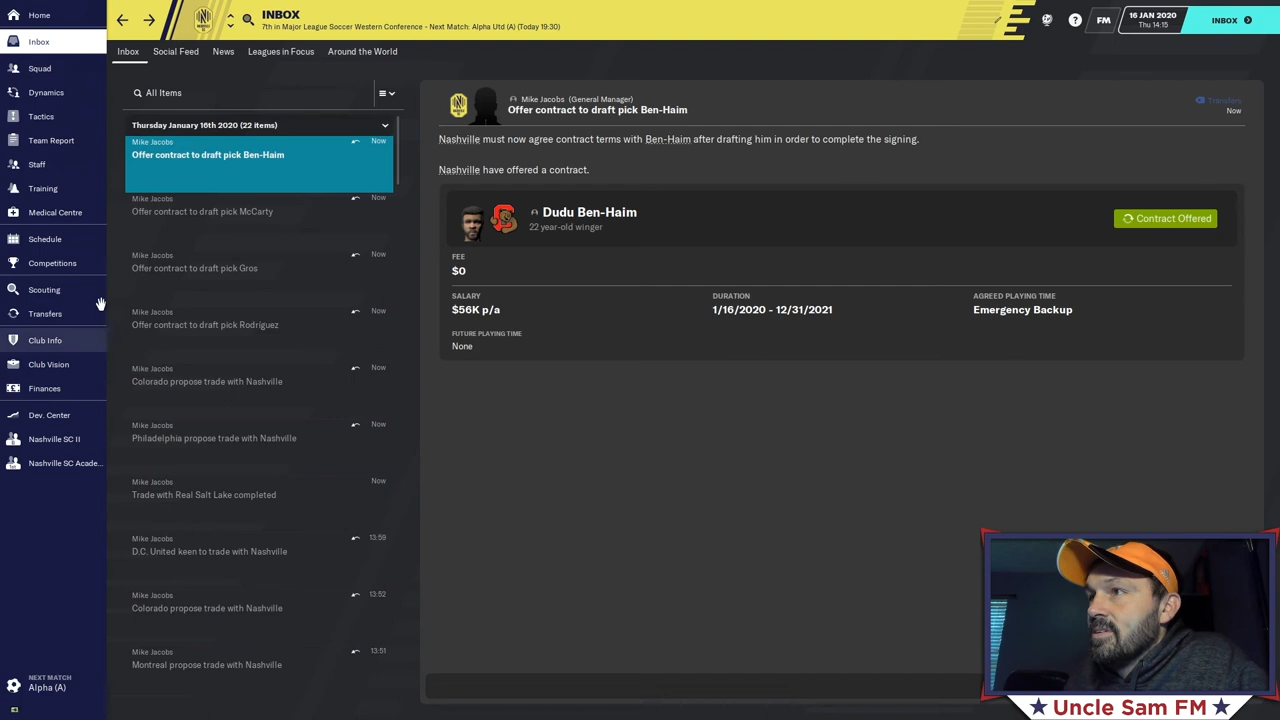 Home
Inbox
Squad
Dynamics
Tactics
Team Report
Staff
Training
Medical Centre
Schedule
Competitions
Scouting
Transfers
Club Info
Club Vision
Finances
Dev. Center
Nashville SC II
Nashville SC Acade...
NEXT MATCH
Alpha (A)
INBOX
7th in Major League Soccer Western Conference - Next Match: Alpha Utd (A) (Today 19:30)
?
FM
16 JAN 2020
Thu 14:15
INBOX
Inbox
Social Feed
News
Leagues in Focus
Around the World
All Items
Thursday January 16th 2020 (22 items)
Mike Jacobs
Now
Offer contract to draft pick Ben-Haim
Mike Jacobs
Now
Offer contract to draft pick McCarty
Mike Jacobs
Now
Offer contract to draft pick Gros
Mike Jacobs
Now
Offer contract to draft pick Rodríguez
Mike Jacobs
Now
Colorado propose trade with Nashville
Mike Jacobs
Now
Philadelphia propose trade with Nashville
Mike Jacobs
Now
Trade with Real Salt Lake completed
Mike Jacobs
13:59
D.C. United keen to trade with Nashville
Mike Jacobs
13:52
Colorado propose trade with Nashville
Mike Jacobs
13:51
Montreal propose trade with Nashville
Mike Jacobs (General Manager)
Offer contract to draft pick Ben-Haim
Transfers
Now
Nashville must now agree contract terms with Ben-Haim after drafting him in order to complete the signing.
Nashville have offered a contract.
Dudu Ben-Haim
22 year-old winger
Contract Offered
FEE
$0
SALARY
$56K p/a
DURATION
1/16/2020 - 12/31/2021
AGREED PLAYING TIME
Emergency Backup
FUTURE PLAYING TIME
None
Uncle Sam FM